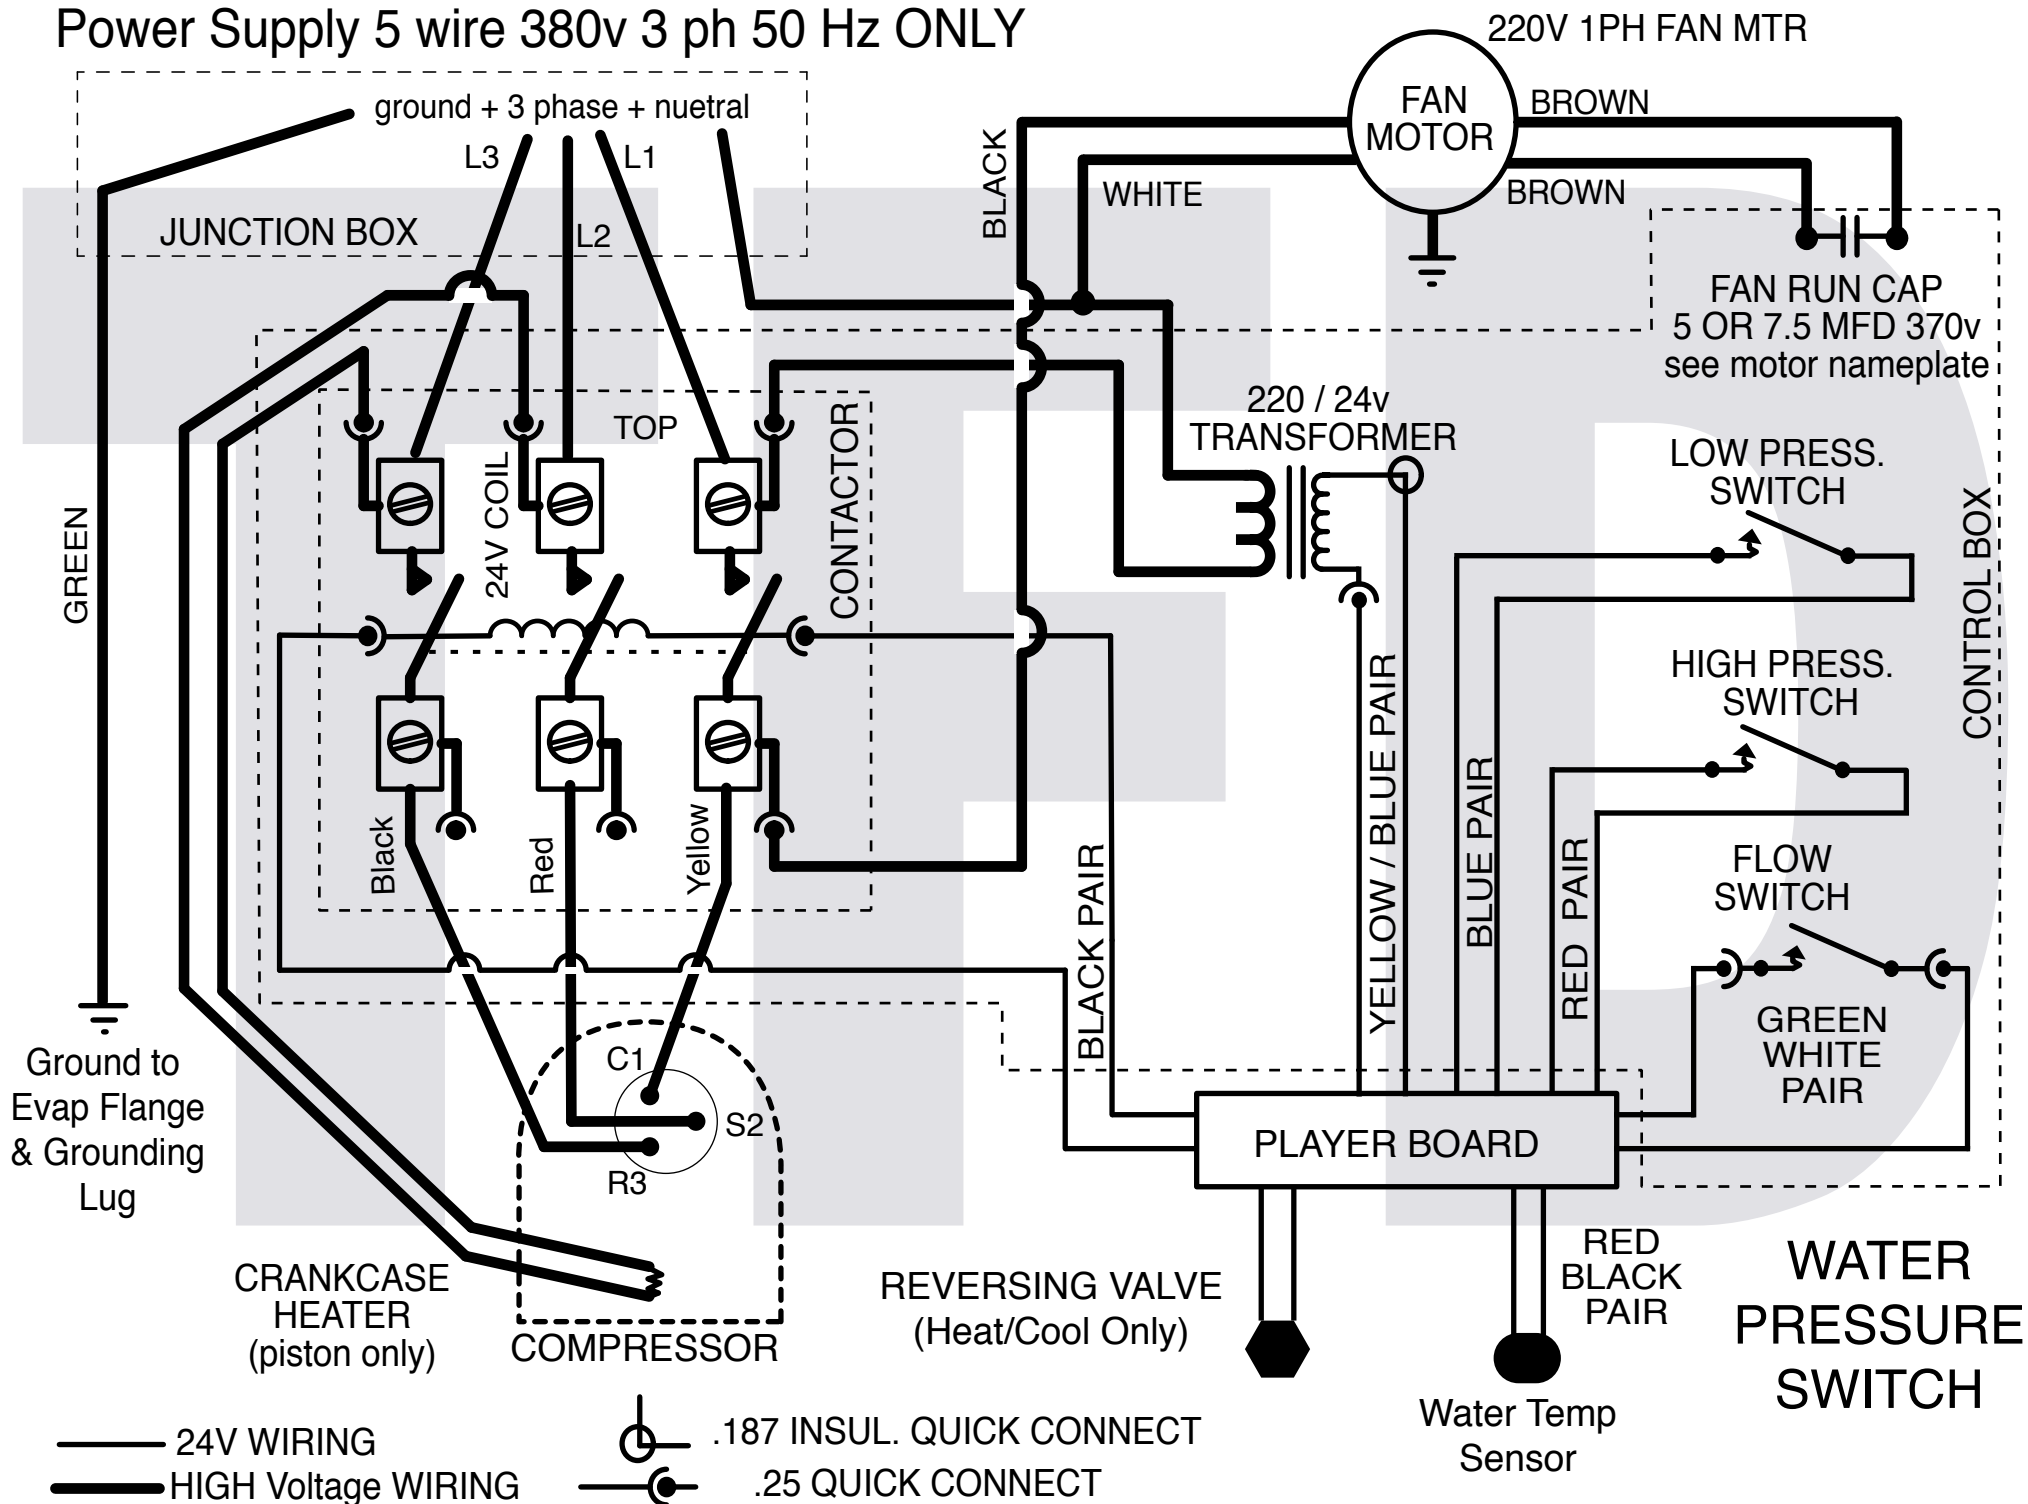 Power Supply 5 wire 380v 3 ph 50 Hz ONLY
220V 1PH FAN MTR
ground + 3 phase + nuetral
L3
L1
L2
JUNCTION BOX
BLACK
WHITE
FAN
MOTOR
BROWN
BROWN
FAN RUN CAP
5 OR 7.5 MFD 370v
see motor nameplate
GREEN
TOP
24V COIL
CONTACTOR
220 / 24v
TRANSFORMER
LOW PRESS.
SWITCH
CONTROL BOX
HIGH PRESS.
SWITCH
Black
Red
Yellow
BLACK PAIR
YELLOW / BLUE PAIR
BLUE PAIR
RED PAIR
FLOW
SWITCH
GREEN
WHITE
PAIR
Ground to
Evap Flange
& Grounding
Lug
C1
S2
R3
PLAYER BOARD
CRANKCASE
HEATER
(piston only)
COMPRESSOR
REVERSING VALVE
(Heat/Cool Only)
RED
BLACK
PAIR
Water Temp
Sensor
WATER
PRESSURE
SWITCH
24V WIRING
HIGH Voltage WIRING
.187 INSUL. QUICK CONNECT
.25 QUICK CONNECT